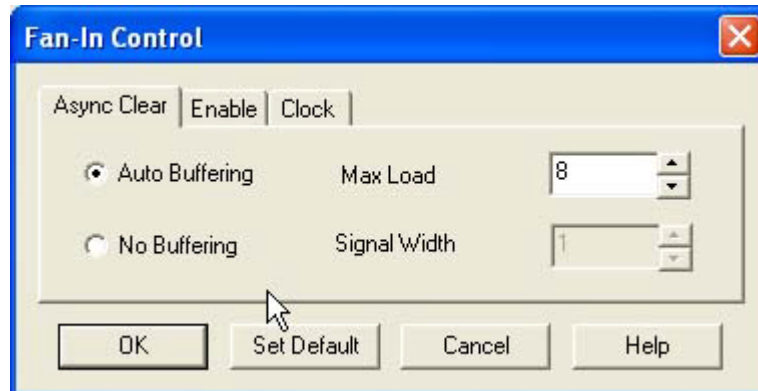 Fan-In Control
Async Clear Enable Clock
Auto Buffering Max Load 8
No Buffering Signal Width 1
OK Set Default Cancel Help